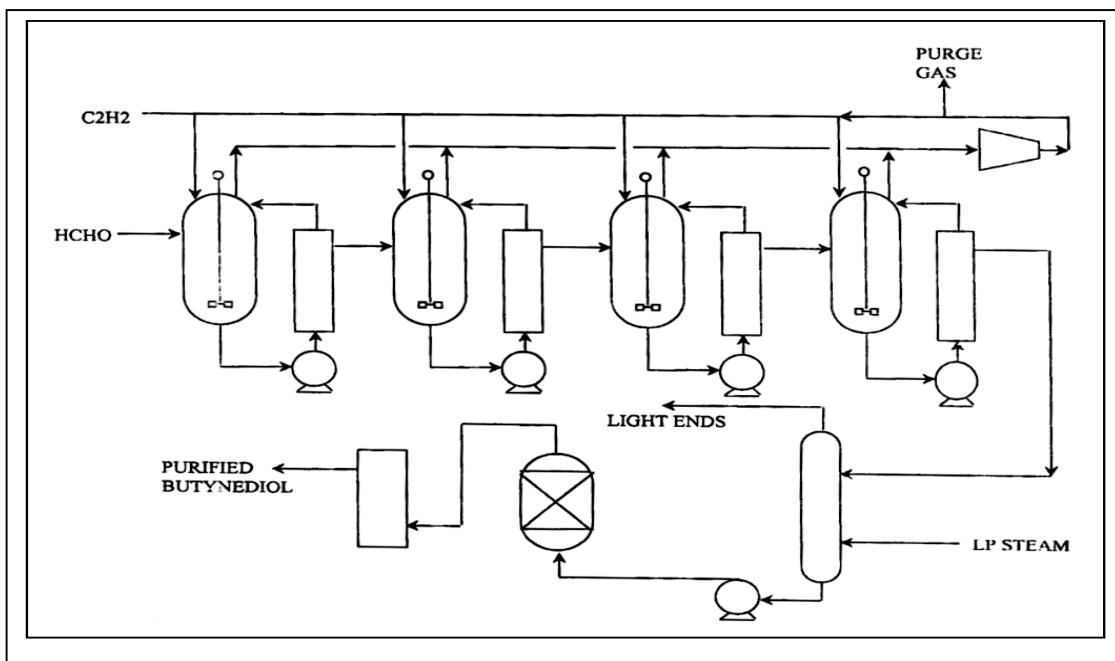 PURGE
GAS
C2H2
HCHO
LIGHT ENDS
PURIFIED
BUTYNEDIOL
LP STEAM